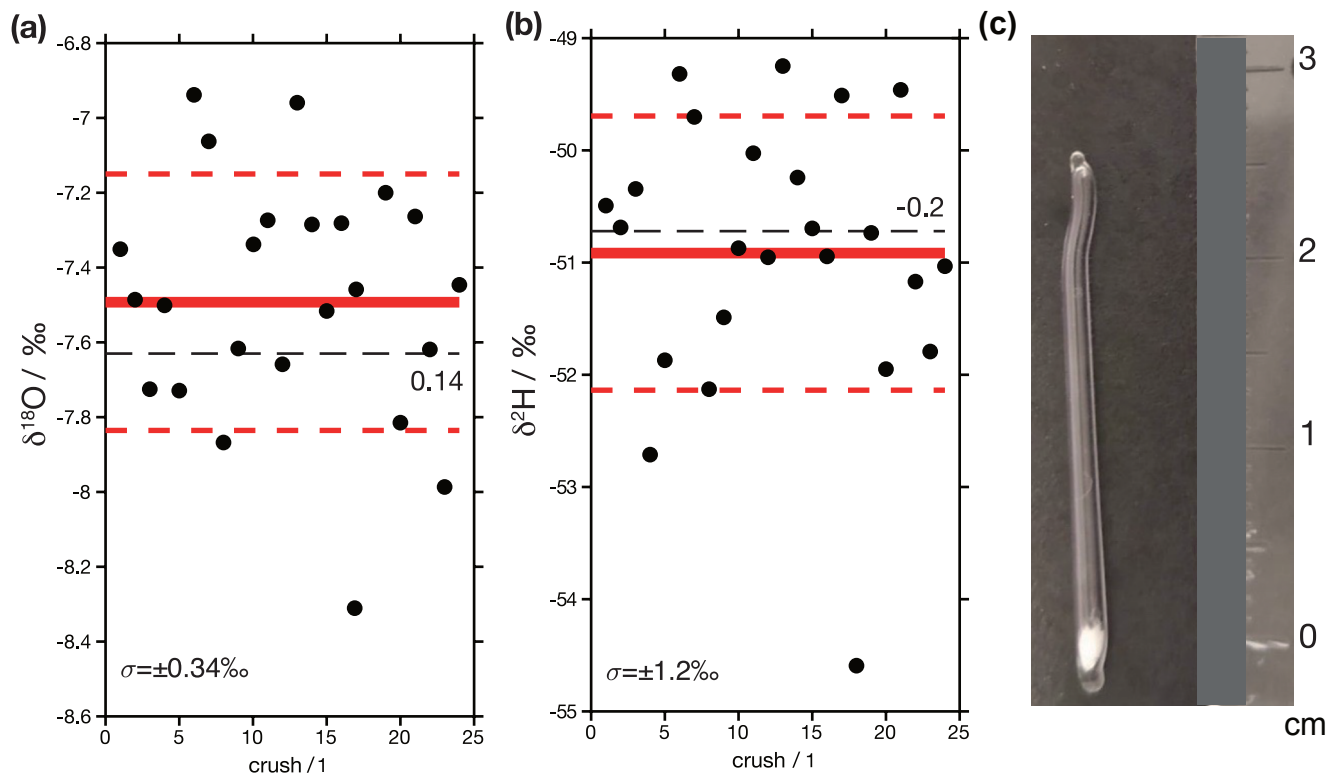 (a)
-6.8
-7
-7.2
-7.4
-7.6
-7.8
-8
-8.2
-8.4
-8.6
δ¹⁸O / ‰
0.14
σ=±0.34‰
0 5 10 15 20 25
crush / 1
(b)
-49
-50
-51
-52
-53
-54
-55
δ²H / ‰
-0.2
σ=±1.2‰
0 5 10 15 20 25
crush / 1
(c)
3
2
1
0
cm